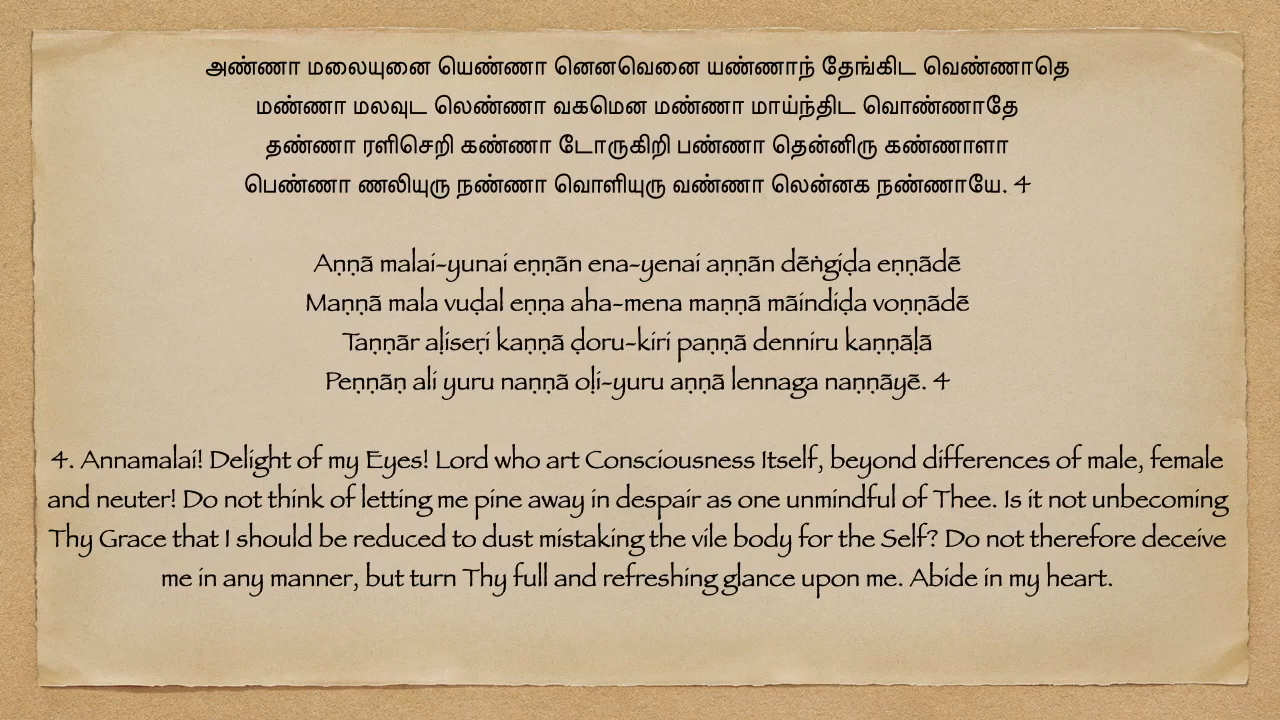 அண்ணா மலையுனை யெண்ணா னெனவெனை யண்ணாந் தேங்கிட வெண்ணாதெ
மண்ணா மலவுட லெண்ணா வகமென மண்ணா மாய்ந்திட வொண்ணாதே
தண்ணா ரளிசெறி கண்ணா டோருகிறி பண்ணா தென்னிரு கண்ணாளா
பெண்ணா ணலியுரு நண்ணா வொளியுரு வண்ணா லென்னக நண்ணாயே. 4
Aṇṇā malai-yunai eṇṇān ena-yenai aṇṇān dēṅgiḍa eṇṇādē
Maṇṇā mala vuḍal eṇṇa aha-mena maṇṇā māindiḍa voṇṇādē
Taṇṇār aḷiseṛi kaṇṇā ḍoru-kiri paṇṇā denniru kaṇṇāḷā
Peṇṇāṇ ali yuru naṇṇā oḷi-yuru aṇṇā lennaga naṇṇāyē. 4
4. Annamalai! Delight of my Eyes! Lord who art Consciousness Itself, beyond differences of male, female
and neuter! Do not think of letting me pine away in despair as one unmindful of Thee. Is it not unbecoming
Thy Grace that I should be reduced to dust mistaking the vile body for the Self? Do not therefore deceive
me in any manner, but turn Thy full and refreshing glance upon me. Abide in my heart.